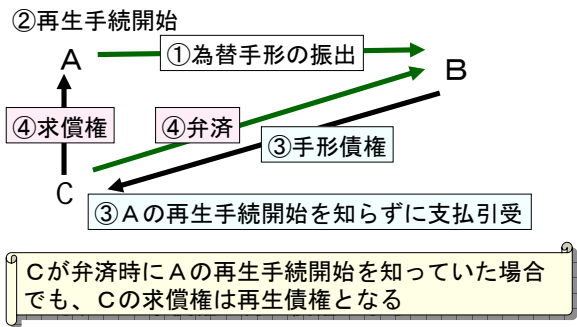 ②再生手続開始
A
①為替手形の振出
B
④求償権
④弁済
③手形債権
C
③Aの再生手続開始を知らずに支払引受
Cが弁済時にAの再生手続開始を知っていた場合
でも、Cの求償権は再生債権となる